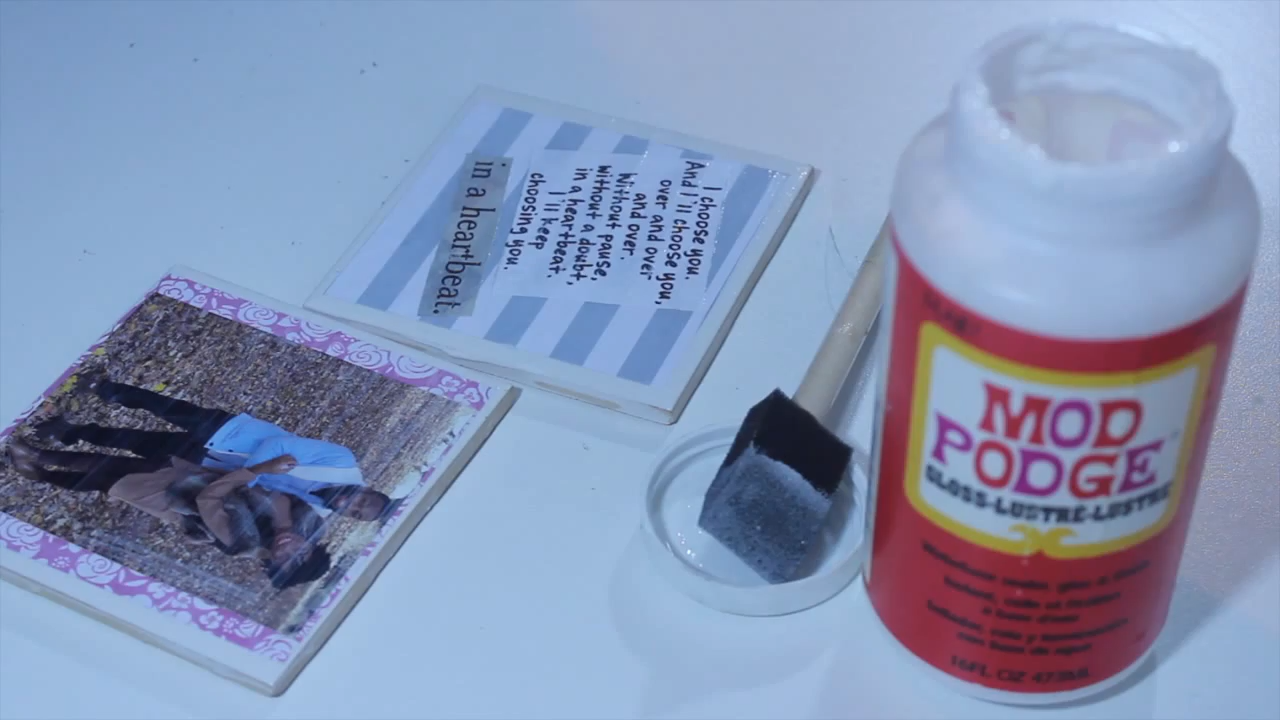 I choose you.
And I'll choose you,
over and over
and over.
Without pause,
without a doubt,
in a heartbeat.
I'll keep
choosing you.
in a heartbeat.
MOD
PODGE
GLOSS-LUSTRE-LUSTRE
16FL OZ 473ML